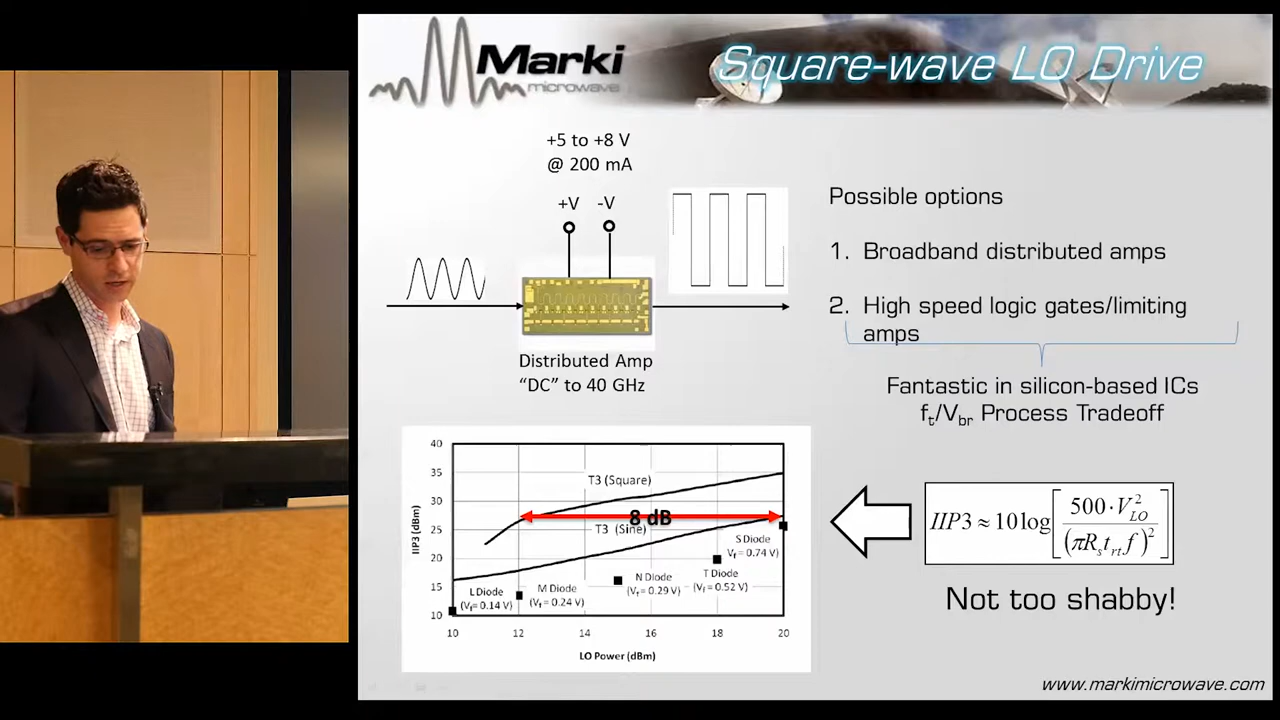 Marki
microwave
Square-wave LO Drive
+5 to +8 V
@ 200 mA
+V -V
Distributed Amp
“DC” to 40 GHz
Possible options
1. Broadband distributed amps
2. High speed logic gates/limiting
amps
Fantastic in silicon-based ICs
ft/Vbr Process Tradeoff
40
35
30
25
20
15
10
IIP3 (dBm)
T3 (Square)
8 dB
T3 (Sine)
S Diode
Vf = 0.74 V)
L Diode
(Vf = 0.14 V)
M Diode
(Vf = 0.24 V)
N Diode
(Vf = 0.29 V)
T Diode
(Vf = 0.52 V)
10 12 14 16 18 20
LO Power (dBm)
IIP3 ≈ 10 log[500·V²LO/(πRs trt f)²]
Not too shabby!
www.markimicrowave.com